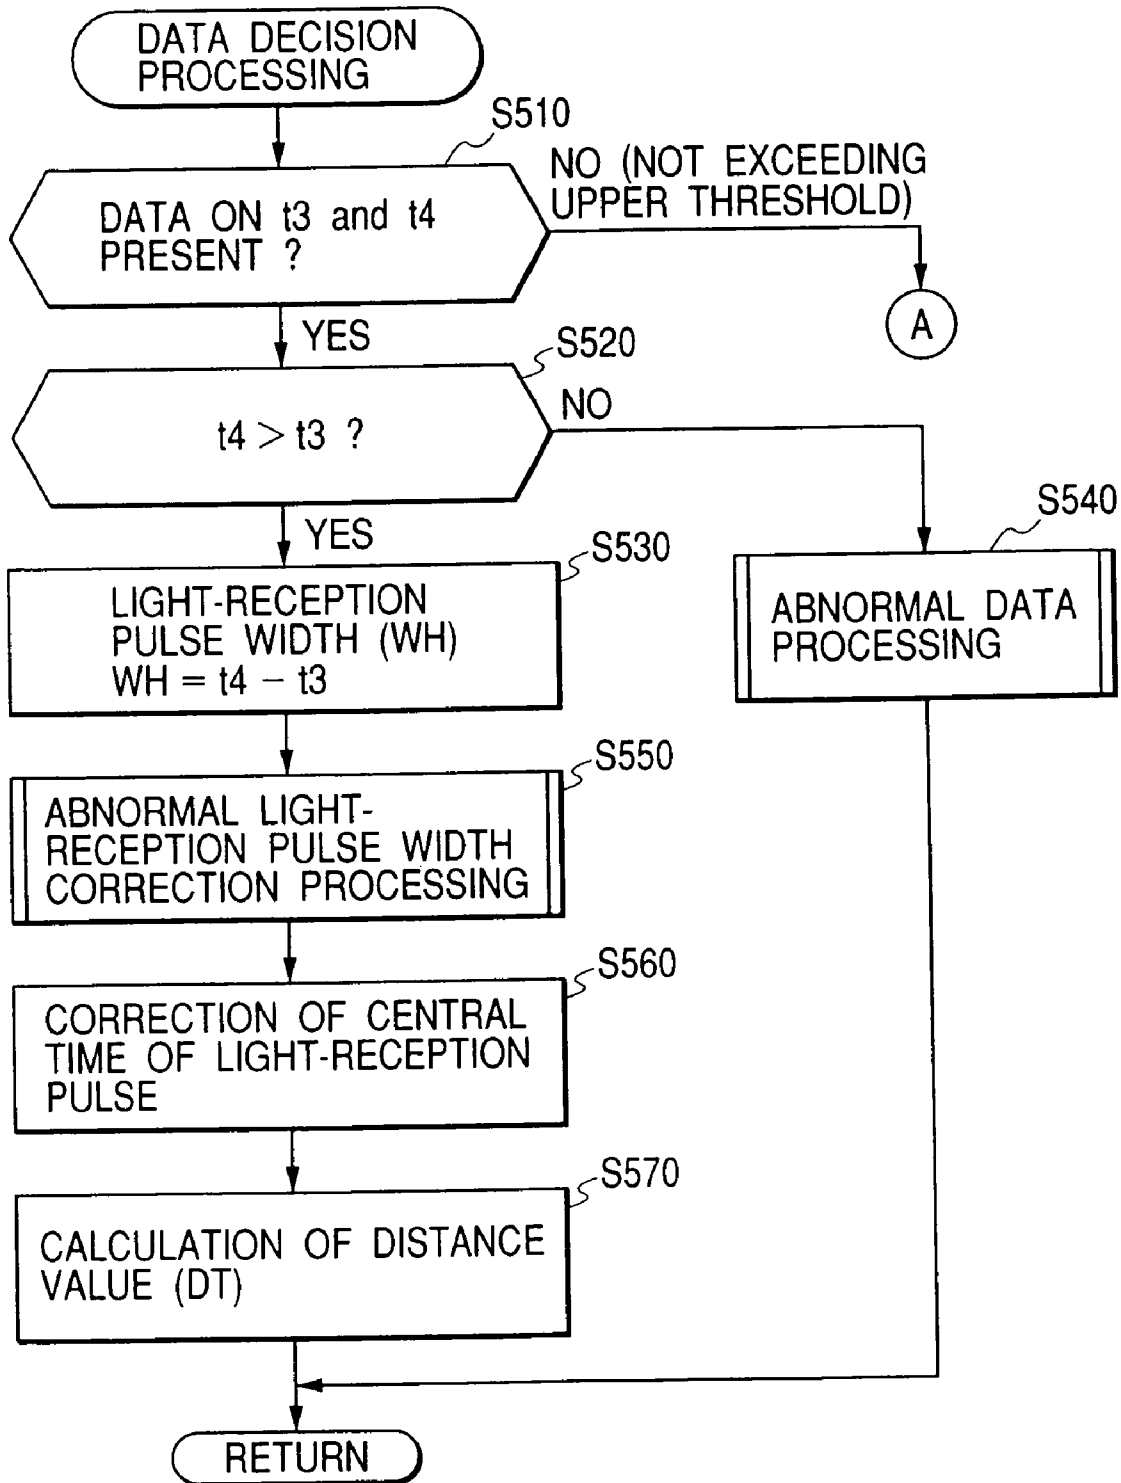 DATA DECISION
PROCESSING
S510
NO (NOT EXCEEDING
UPPER THRESHOLD)
DATA ON t3 and t4
PRESENT ?
A
YES
S520
t4 > t3 ?
NO
YES
S530
S540
LIGHT-RECEPTION
PULSE WIDTH (WH)
WH = t4 − t3
ABNORMAL DATA
PROCESSING
S550
ABNORMAL LIGHT-
RECEPTION PULSE WIDTH
CORRECTION PROCESSING
S560
CORRECTION OF CENTRAL
TIME OF LIGHT-RECEPTION
PULSE
S570
CALCULATION OF DISTANCE
VALUE (DT)
RETURN